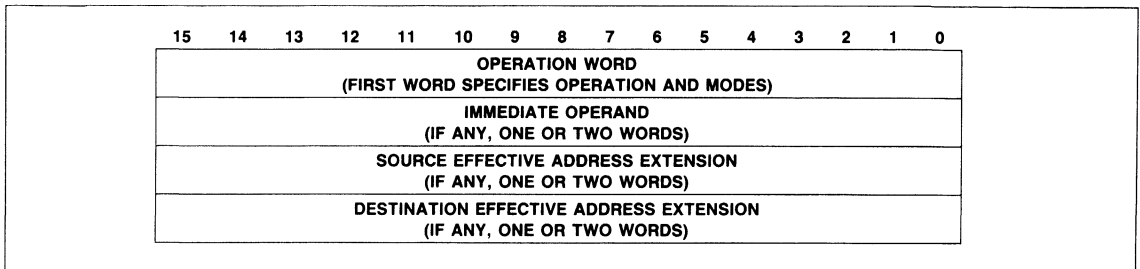 15 14 13 12 11 10 9 8 7 6 5 4 3 2 1 0
OPERATION WORD
(FIRST WORD SPECIFIES OPERATION AND MODES)
IMMEDIATE OPERAND
(IF ANY, ONE OR TWO WORDS)
SOURCE EFFECTIVE ADDRESS EXTENSION
(IF ANY, ONE OR TWO WORDS)
DESTINATION EFFECTIVE ADDRESS EXTENSION
(IF ANY, ONE OR TWO WORDS)